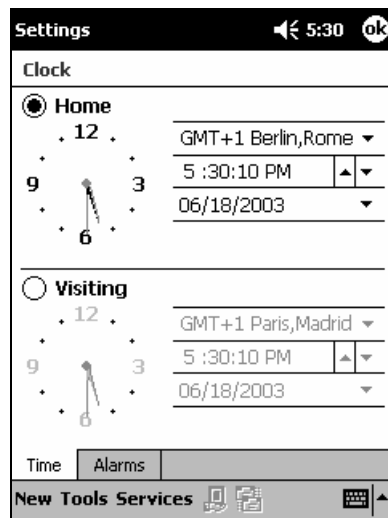 Settings 5:30 ok
Clock
Home
12
9 3
6
GMT+1 Berlin,Rome
5 :30:10 PM
06/18/2003
Visiting
12
9 3
6
GMT+1 Paris,Madrid
5 :30:10 PM
06/18/2003
Time Alarms
New Tools Services